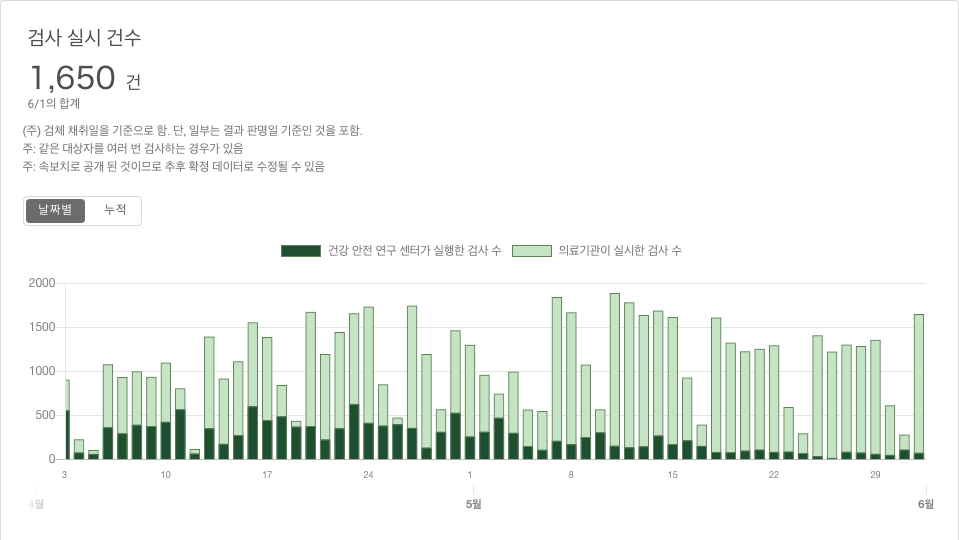 검사 실시 건수
1,650 건
6/1의 합계
(주) 검체 채취일을 기준으로 함. 단, 일부는 결과 판명일 기준인 것을 포함.
주: 같은 대상자를 여러 번 검사하는 경우가 있음
주: 속보치로 공개 된 것이므로 추후 확정 데이터로 수정될 수 있음
날짜별 누적
건강 안전 연구 센터가 실행한 검사 수 의료기관이 실시한 검사 수
2000
1500
1000
500
0
3 10 17 24 1 8 15 22 29
4월 5월 6월